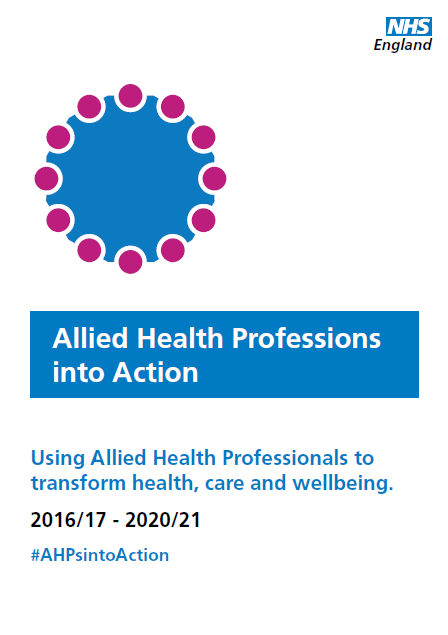 NHS
England
Allied Health Professions
into Action
Using Allied Health Professionals to
transform health, care and wellbeing.
2016/17 - 2020/21
#AHPsintoAction